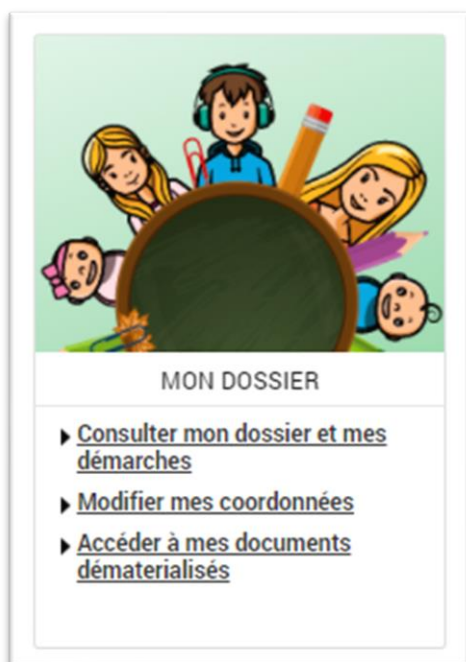 MON DOSSIER
Consulter mon dossier et mes
démarches
Modifier mes coordonnées
Accéder à mes documents
dématerialisés